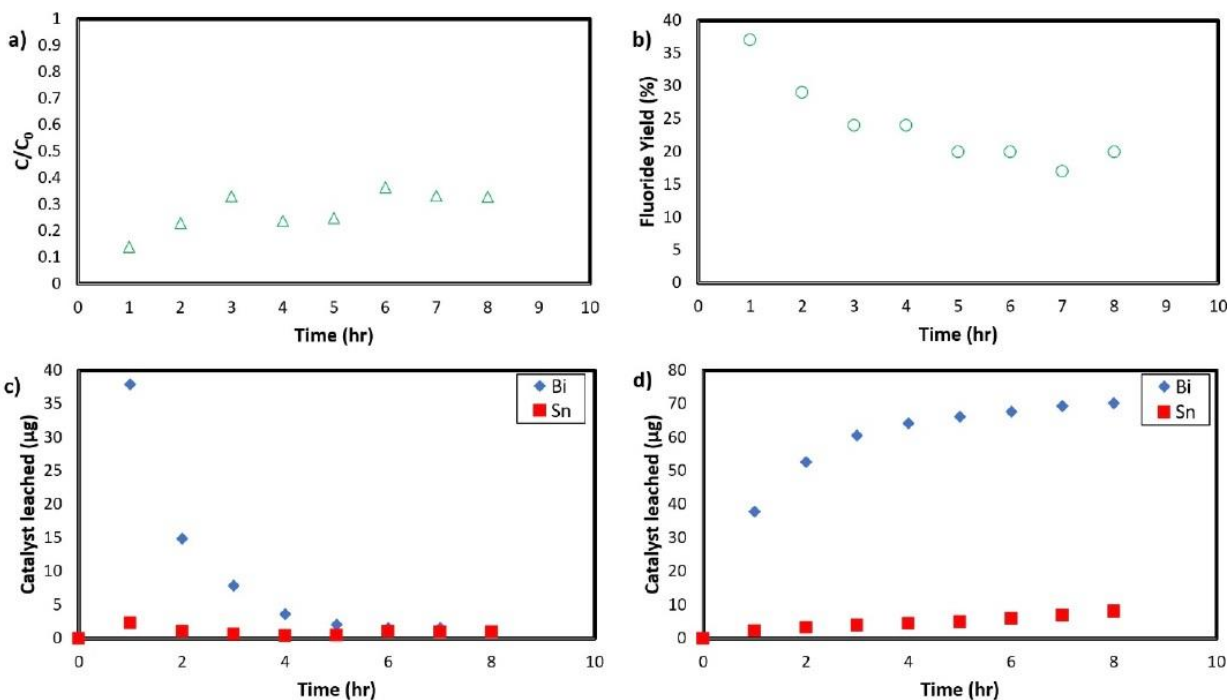 a)
1
0.9
0.8
0.7
0.6
0.5
0.4
0.3
0.2
0.1
0
C/C₀
0 1 2 3 4 5 6 7 8 9 10
Time (hr)
b)
40
35
30
25
20
15
10
5
0
Fluoride Yield (%)
0 1 2 3 4 5 6 7 8 9 10
Time (hr)
c)
40
35
30
25
20
15
10
5
0
Catalyst leached (µg)
Bi
Sn
0 2 4 6 8 10
Time (hr)
d)
80
70
60
50
40
30
20
10
0
Catalyst leached (µg)
Bi
Sn
0 2 4 6 8 10
Time (hr)